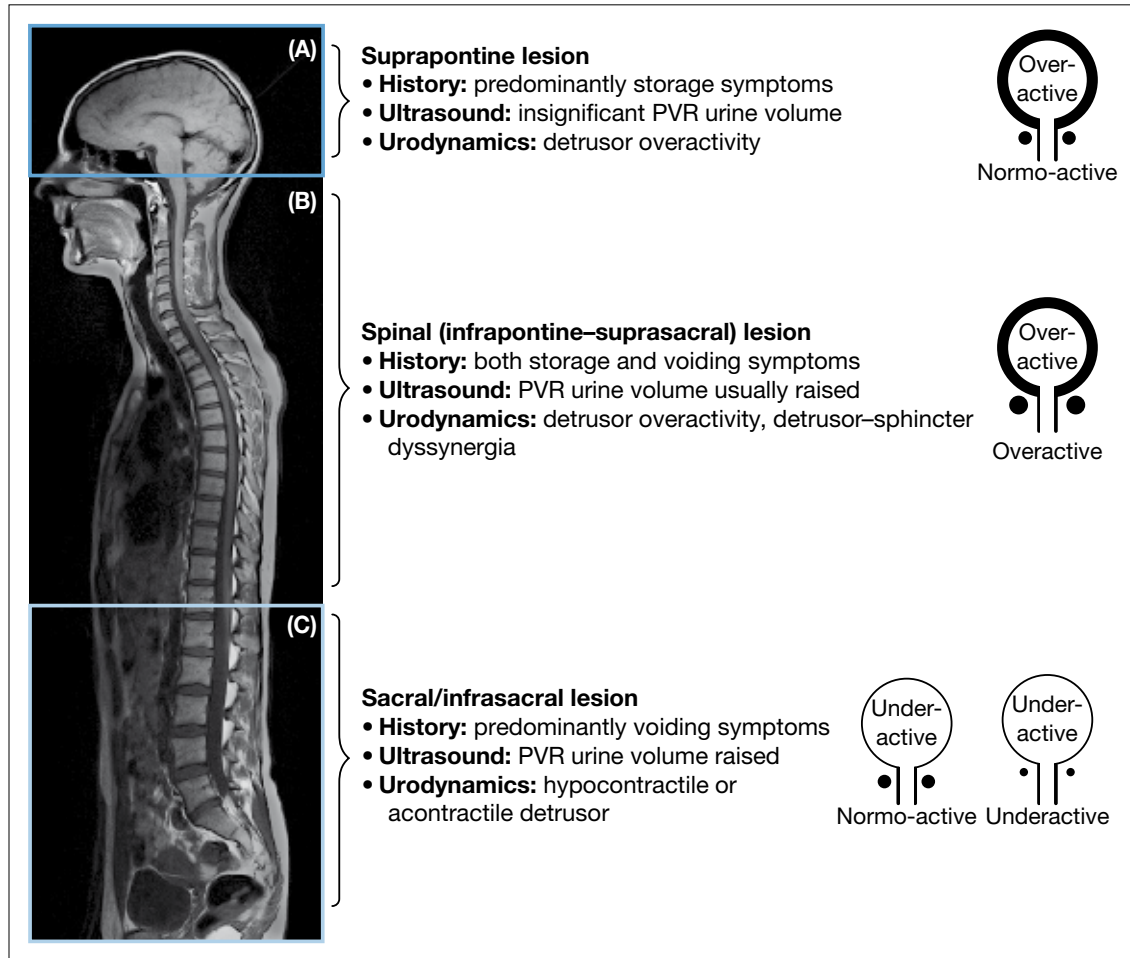 (A)
Suprapontine lesion
• History: predominantly storage symptoms
• Ultrasound: insignificant PVR urine volume
• Urodynamics: detrusor overactivity
Over-
active
Normo-active
(B)
Spinal (infrapontine–suprasacral) lesion
• History: both storage and voiding symptoms
• Ultrasound: PVR urine volume usually raised
• Urodynamics: detrusor overactivity, detrusor–sphincter
dyssynergia
Over-
active
Overactive
(C)
Sacral/infrasacral lesion
• History: predominantly voiding symptoms
• Ultrasound: PVR urine volume raised
• Urodynamics: hypocontractile or
acontractile detrusor
Under-
active
Normo-active
Under-
active
Underactive